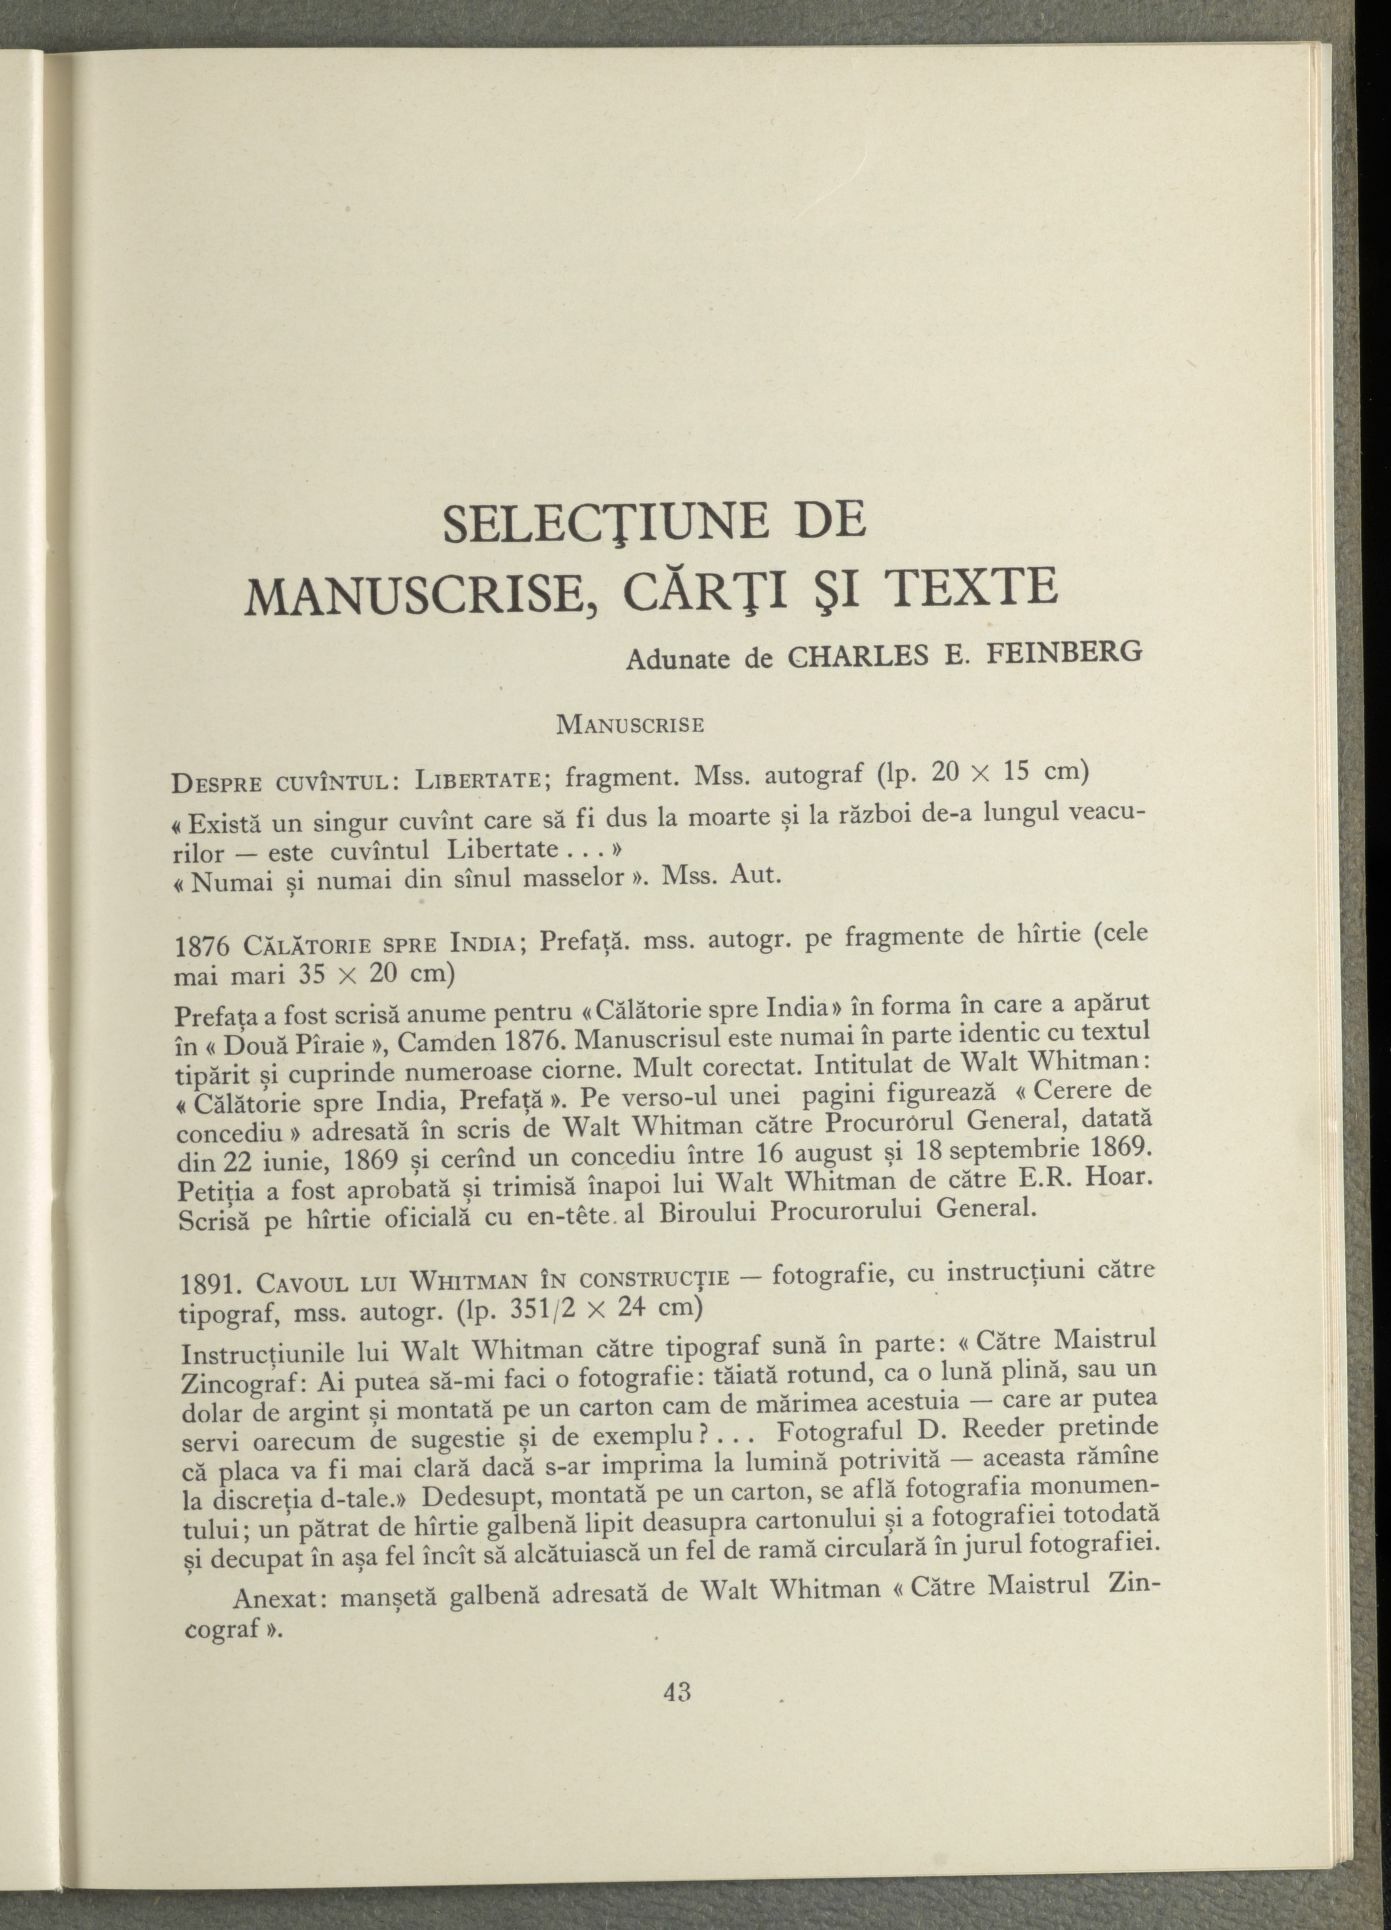 SELECŢIUNE DE
MANUSCRISE, CĂRŢI ŞI TEXTE
Adunate de CHARLES E. FEINBERG
MANUSCRISE
DESPRE CUVÎNTUL: LIBERTATE; fragment. Mss. autograf (lp. 20 × 15 cm)
« Există un singur cuvînt care să fi dus la moarte și la război de-a lungul veacu-
rilor — este cuvîntul Libertate . . . »
« Numai și numai din sînul masselor ». Mss. Aut.
1876 CĂLĂTORIE SPRE INDIA; Prefaţă. mss. autogr. pe fragmente de hîrtie (cele
mai mari 35 × 20 cm)
Prefaţa a fost scrisă anume pentru «Călătorie spre India» în forma în care a apărut
în « Două Pîraie », Camden 1876. Manuscrisul este numai în parte identic cu textul
tipărit și cuprinde numeroase ciorne. Mult corectat. Intitulat de Walt Whitman:
« Călătorie spre India, Prefaţă ». Pe verso-ul unei pagini figurează « Cerere de
concediu » adresată în scris de Walt Whitman către Procurorul General, datată
din 22 iunie, 1869 și cerînd un concediu între 16 august și 18 septembrie 1869.
Petiţia a fost aprobată și trimisă înapoi lui Walt Whitman de către E.R. Hoar.
Scrisă pe hîrtie oficială cu en-tête. al Biroului Procurorului General.
1891. CAVOUL LUI WHITMAN ÎN CONSTRUCŢIE — fotografie, cu instrucţiuni către
tipograf, mss. autogr. (lp. 351/2 × 24 cm)
Instrucţiunile lui Walt Whitman către tipograf sună în parte: « Către Maistrul
Zincograf: Ai putea să-mi faci o fotografie: tăiată rotund, ca o lună plină, sau un
dolar de argint și montată pe un carton cam de mărimea acestuia — care ar putea
servi oarecum de sugestie și de exemplu ? . . . Fotograful D. Reeder pretinde
că placa va fi mai clară dacă s-ar imprima la lumină potrivită — aceasta rămîne
la discreţia d-tale.» Dedesupt, montată pe un carton, se află fotografia monumen-
tului; un pătrat de hîrtie galbenă lipit deasupra cartonului și a fotografiei totodată
și decupat în așa fel încît să alcătuiască un fel de ramă circulară în jurul fotografiei.
Anexat: manșetă galbenă adresată de Walt Whitman « Către Maistrul Zin-
cograf ».
43